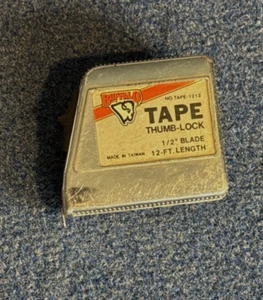 BUFFALO
NO. TAPE-1212
TAPE
THUMB-LOCK
1/2" BLADE
MADE IN TAIWAN 12-FT. LENGTH